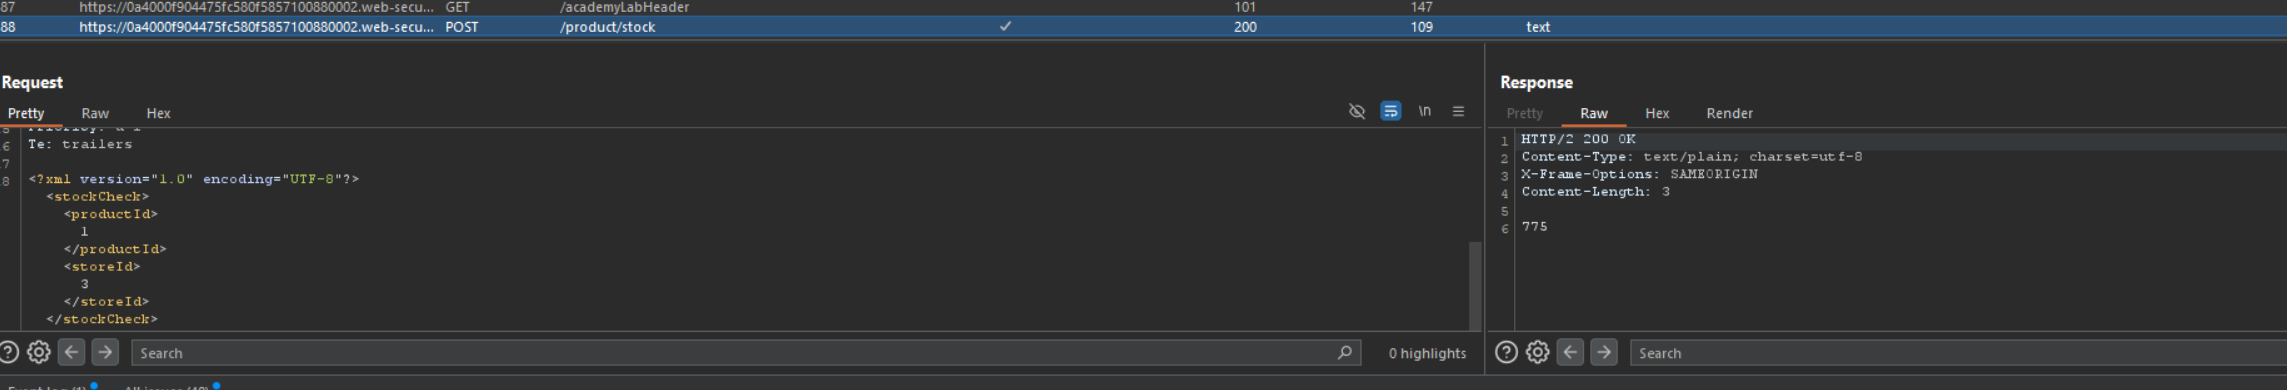 87 https://0a4000f904475fc580f5857100880002.web-secu... GET /academyLabHeader 101 147
88 https://0a4000f904475fc580f5857100880002.web-secu... POST /product/stock ✓ 200 109 text
Request
Pretty Raw Hex \n
6 Te: trailers
7
8 <?xml version="1.0" encoding="UTF-8"?>
<stockCheck>
<productId>
1
</productId>
<storeId>
3
</storeId>
</stockCheck>
Search 0 highlights
Response
Pretty Raw Hex Render
1 HTTP/2 200 OK
2 Content-Type: text/plain; charset=utf-8
3 X-Frame-Options: SAMEORIGIN
4 Content-Length: 3
5
6 775
Search